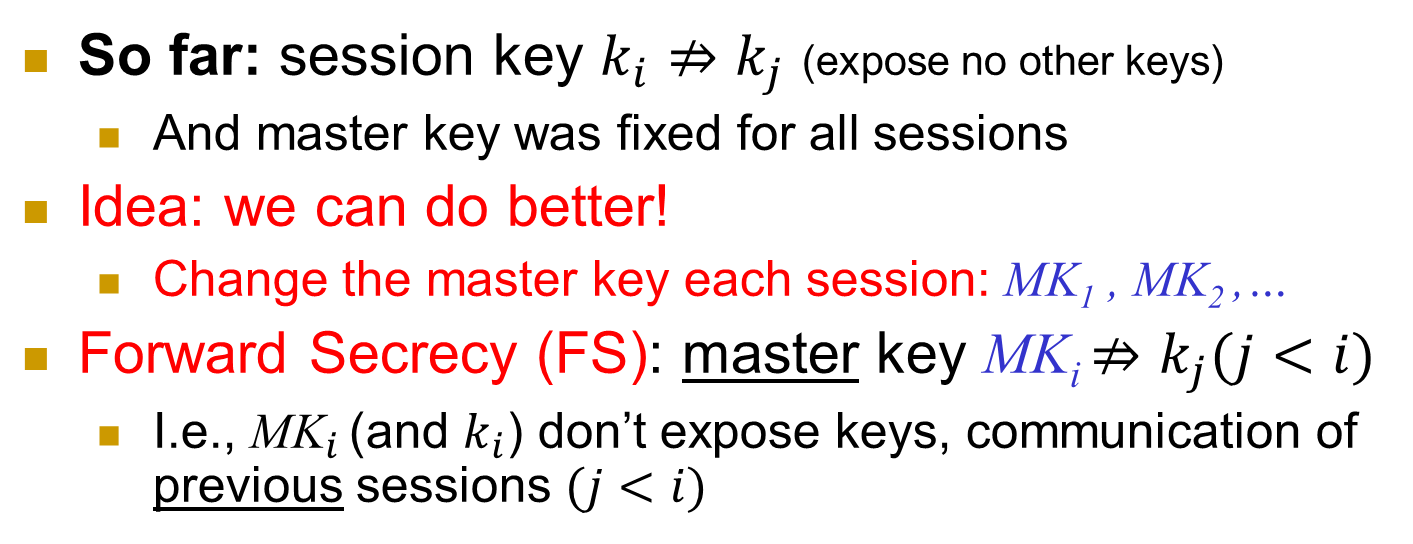 So far: session key kᵢ ⇏ kⱼ (expose no other keys)
And master key was fixed for all sessions
Idea: we can do better!
Change the master key each session: MK₁ , MK₂ ,…
Forward Secrecy (FS): master key MKᵢ ⇏ kⱼ(j < i)
I.e., MKᵢ (and kᵢ) don’t expose keys, communication of
previous sessions (j < i)